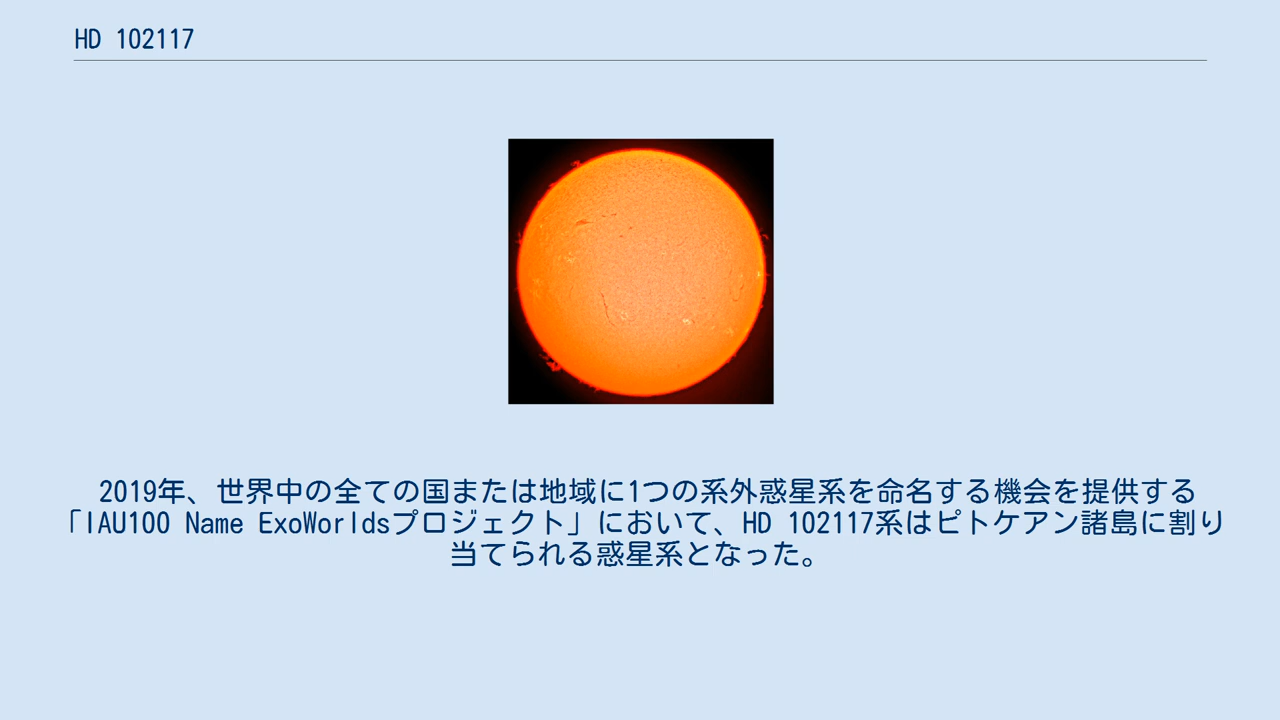 HD 102117
2019年、世界中の全ての国または地域に1つの系外惑星系を命名する機会を提供する
「IAU100 Name ExoWorldsプロジェクト」において、HD 102117系はピトケアン諸島に割り
当てられる惑星系となった。